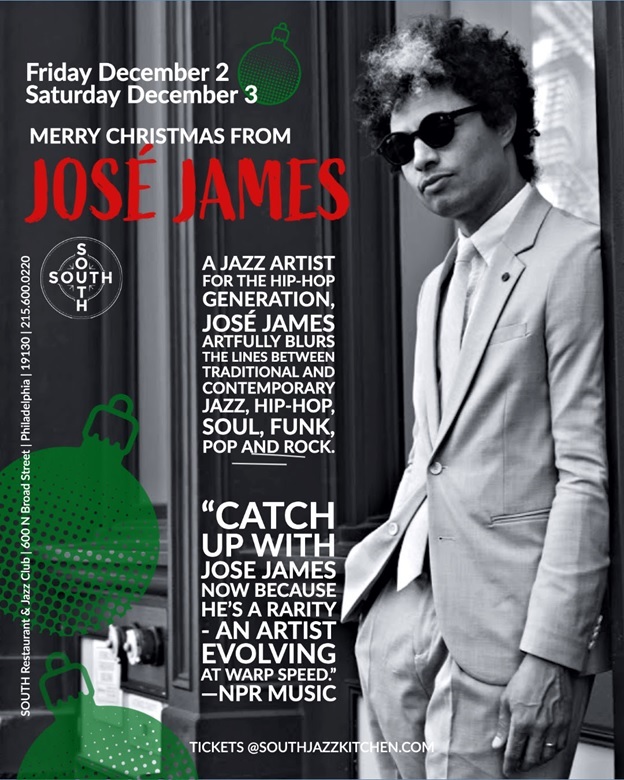 Friday December 2
Saturday December 3
MERRY CHRISTMAS FROM
JOSÉ JAMES
SOUTH
SOUTH
A JAZZ ARTIST
FOR THE HIP-HOP
GENERATION,
JOSÉ JAMES
ARTFULLY BLURS
THE LINES BETWEEN
TRADITIONAL AND
CONTEMPORARY
JAZZ, HIP-HOP,
SOUL, FUNK,
POP AND ROCK.
“CATCH
UP WITH
JOSE JAMES
NOW BECAUSE
HE’S A RARITY
- AN ARTIST
EVOLVING
AT WARP SPEED.”
—NPR MUSIC
SOUTH Restaurant & Jazz Club | 600 N Broad Street | Philadelphia | 19130 | 215.600.0220
TICKETS @SOUTHJAZZKITCHEN.COM